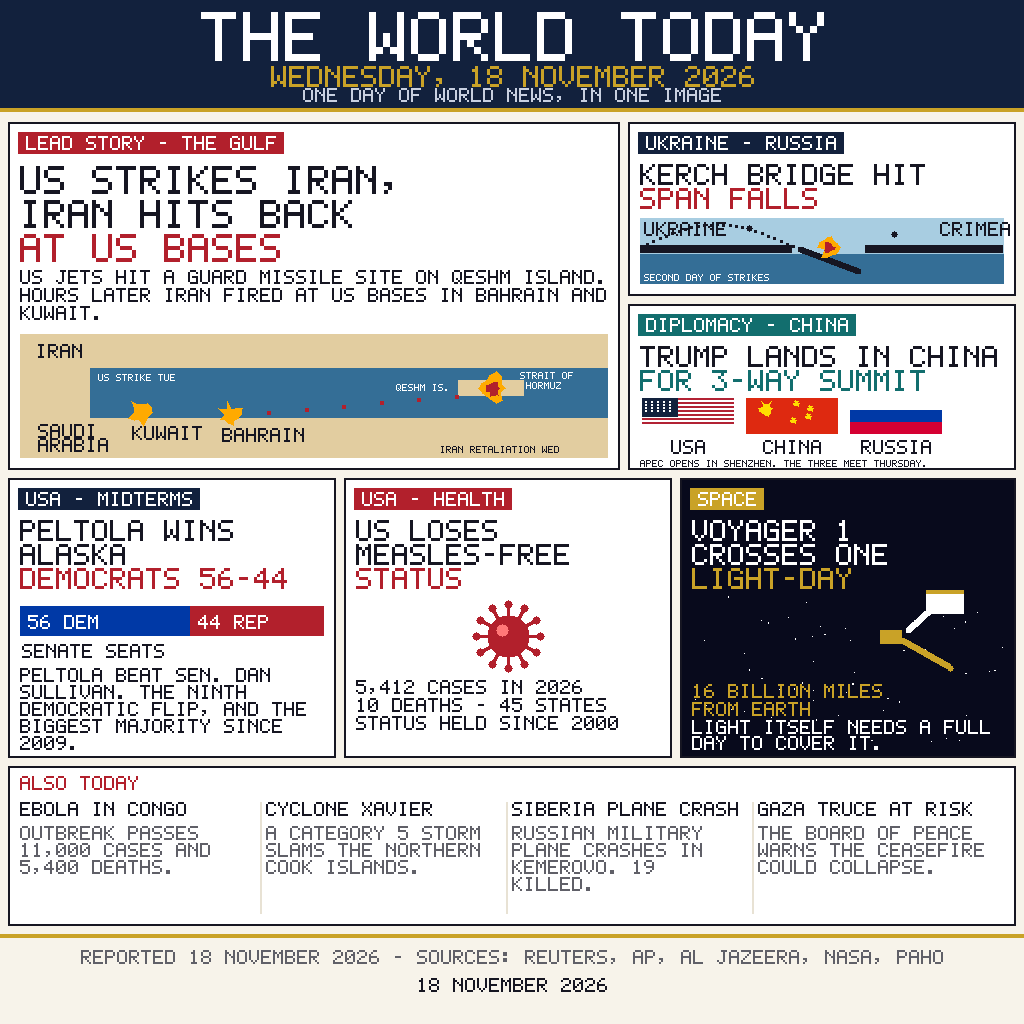 THE WORLD TODAY
WEDNESDAY, 18 NOVEMBER 2026
ONE DAY OF WORLD NEWS, IN ONE IMAGE
LEAD STORY - THE GULF
US STRIKES IRAN,
IRAN HITS BACK
AT US BASES
US JETS HIT A GUARD MISSILE SITE ON QESHM ISLAND.
HOURS LATER IRAN FIRED AT US BASES IN BAHRAIN AND
KUWAIT.
IRAN
US STRIKE TUE
QESHM IS.
STRAIT OF
HORMUZ
SAUDI
ARABIA
KUWAIT
BAHRAIN
IRAN RETALIATION WED
UKRAINE - RUSSIA
KERCH BRIDGE HIT
SPAN FALLS
UKRAINE
CRIMEA
SECOND DAY OF STRIKES
DIPLOMACY - CHINA
TRUMP LANDS IN CHINA
FOR 3-WAY SUMMIT
USA
CHINA
RUSSIA
APEC OPENS IN SHENZHEN. THE THREE MEET THURSDAY.
USA - MIDTERMS
PELTOLA WINS
ALASKA
DEMOCRATS 56-44
56 DEM
44 REP
SENATE SEATS
PELTOLA BEAT SEN. DAN
SULLIVAN. THE NINTH
DEMOCRATIC FLIP, AND THE
BIGGEST MAJORITY SINCE
2009.
USA - HEALTH
US LOSES
MEASLES-FREE
STATUS
5,412 CASES IN 2026
10 DEATHS - 45 STATES
STATUS HELD SINCE 2000
SPACE
VOYAGER 1
CROSSES ONE
LIGHT-DAY
16 BILLION MILES
FROM EARTH
LIGHT ITSELF NEEDS A FULL
DAY TO COVER IT.
ALSO TODAY
EBOLA IN CONGO
OUTBREAK PASSES
11,000 CASES AND
5,400 DEATHS.
CYCLONE XAVIER
A CATEGORY 5 STORM
SLAMS THE NORTHERN
COOK ISLANDS.
SIBERIA PLANE CRASH
RUSSIAN MILITARY
PLANE CRASHES IN
KEMEROVO. 19
KILLED.
GAZA TRUCE AT RISK
THE BOARD OF PEACE
WARNS THE CEASEFIRE
COULD COLLAPSE.
REPORTED 18 NOVEMBER 2026 - SOURCES: REUTERS, AP, AL JAZEERA, NASA, PAHO
18 NOVEMBER 2026